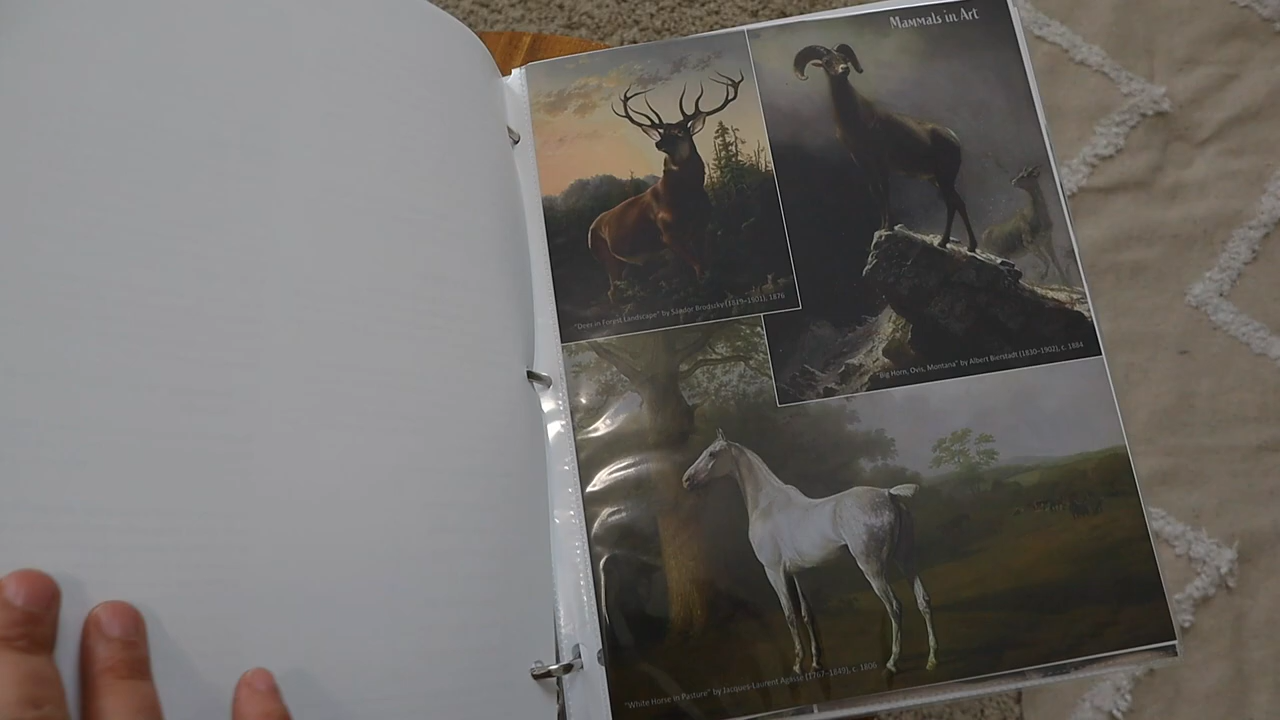 Mammals in Art
"Deer in Forest Landscape" by Sándor Brodszky (1819–1901), 1876
"Big Horn, Ovis, Montana" by Albert Bierstadt (1830–1902), c. 1884
"White Horse in Pasture" by Jacques-Laurent Agasse (1767–1849), c. 1806